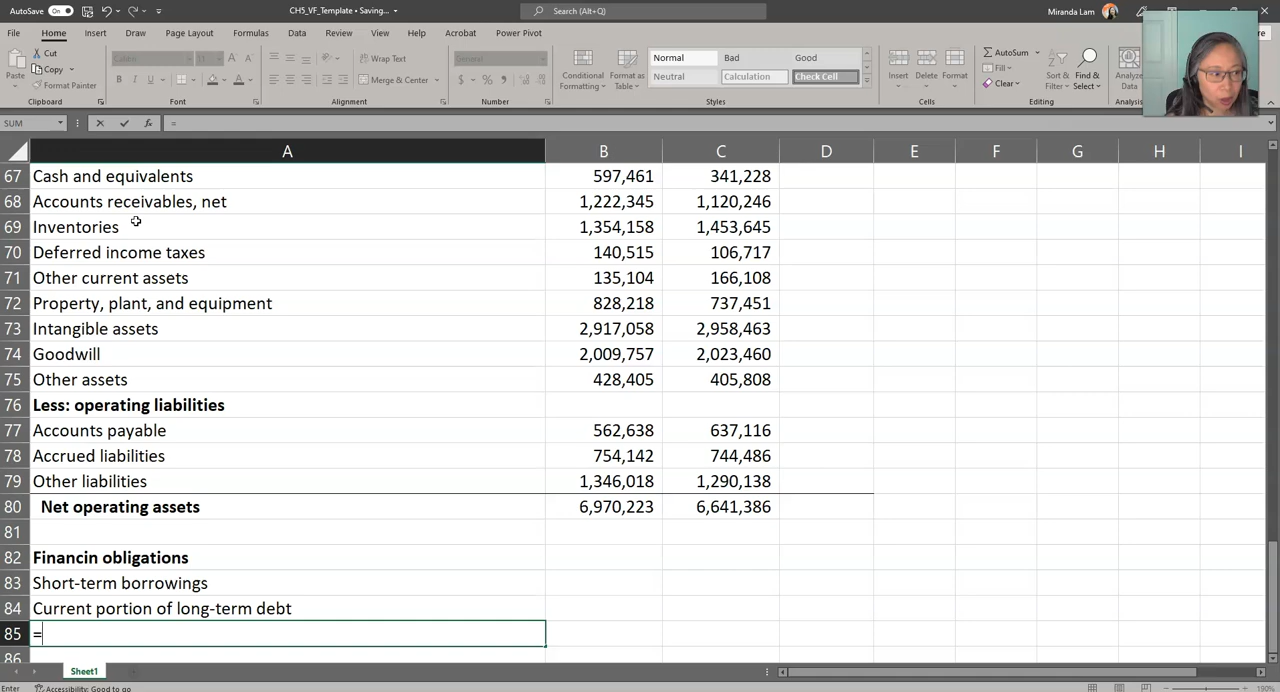 AutoSave On CH5_VF_Template • Saving... Search (Alt+Q) Miranda Lam
File Home Insert Draw Page Layout Formulas Data Review View Help Acrobat Power Pivot
Paste Cut Copy Format Painter
Wrap Text Merge & Center General
Conditional Formatting Format as Table Normal Bad Good Neutral Calculation Check Cell
Insert Delete Format AutoSum Fill Clear Sort & Filter Find & Select Analyze Data
Clipboard Font Alignment Number Styles Cells Editing Analysis
SUM fx =
A B C D E F G H I
67 Cash and equivalents 597,461 341,228
68 Accounts receivables, net 1,222,345 1,120,246
69 Inventories 1,354,158 1,453,645
70 Deferred income taxes 140,515 106,717
71 Other current assets 135,104 166,108
72 Property, plant, and equipment 828,218 737,451
73 Intangible assets 2,917,058 2,958,463
74 Goodwill 2,009,757 2,023,460
75 Other assets 428,405 405,808
76 Less: operating liabilities
77 Accounts payable 562,638 637,116
78 Accrued liabilities 754,142 744,486
79 Other liabilities 1,346,018 1,290,138
80 Net operating assets 6,970,223 6,641,386
81
82 Financin obligations
83 Short-term borrowings
84 Current portion of long-term debt
85 =
86
Sheet1
Enter Accessibility: Good to go 190%